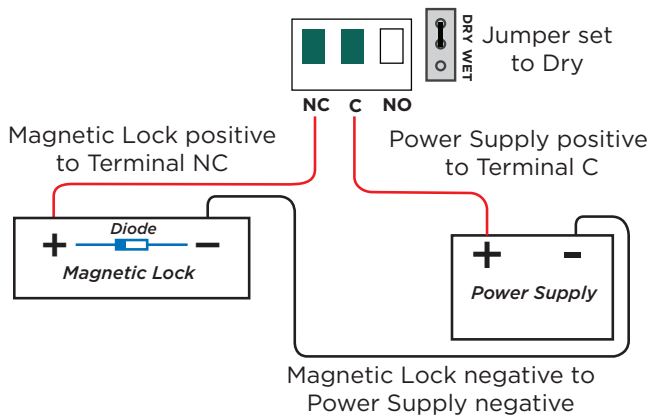 DRY WET
Jumper set
to Dry
NC C NO
Magnetic Lock positive
to Terminal NC
Power Supply positive
to Terminal C
Diode
+ −
Magnetic Lock
+ -
Power Supply
Magnetic Lock negative to
Power Supply negative